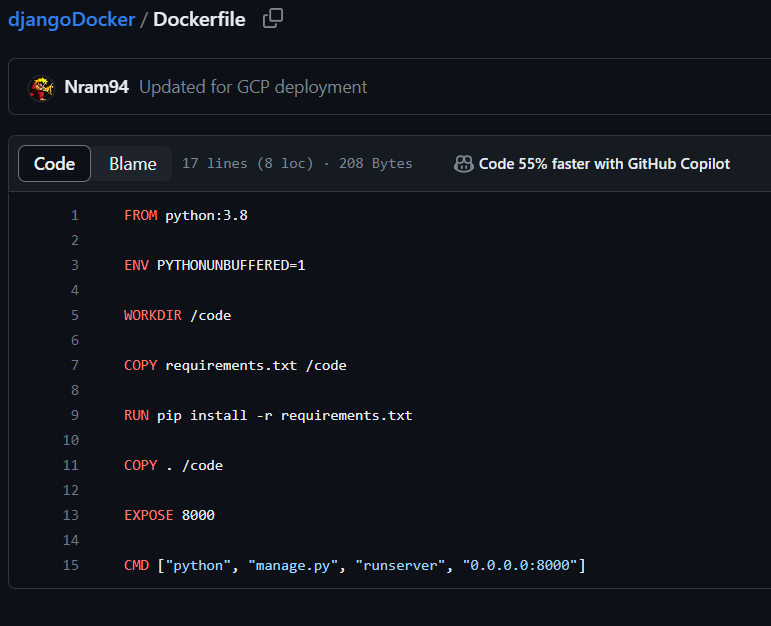 djangoDocker / Dockerfile
Nram94 Updated for GCP deployment
Code Blame 17 lines (8 loc) · 208 Bytes Code 55% faster with GitHub Copilot
1 FROM python:3.8
2
3 ENV PYTHONUNBUFFERED=1
4
5 WORKDIR /code
6
7 COPY requirements.txt /code
8
9 RUN pip install -r requirements.txt
10
11 COPY . /code
12
13 EXPOSE 8000
14
15 CMD ["python", "manage.py", "runserver", "0.0.0.0:8000"]